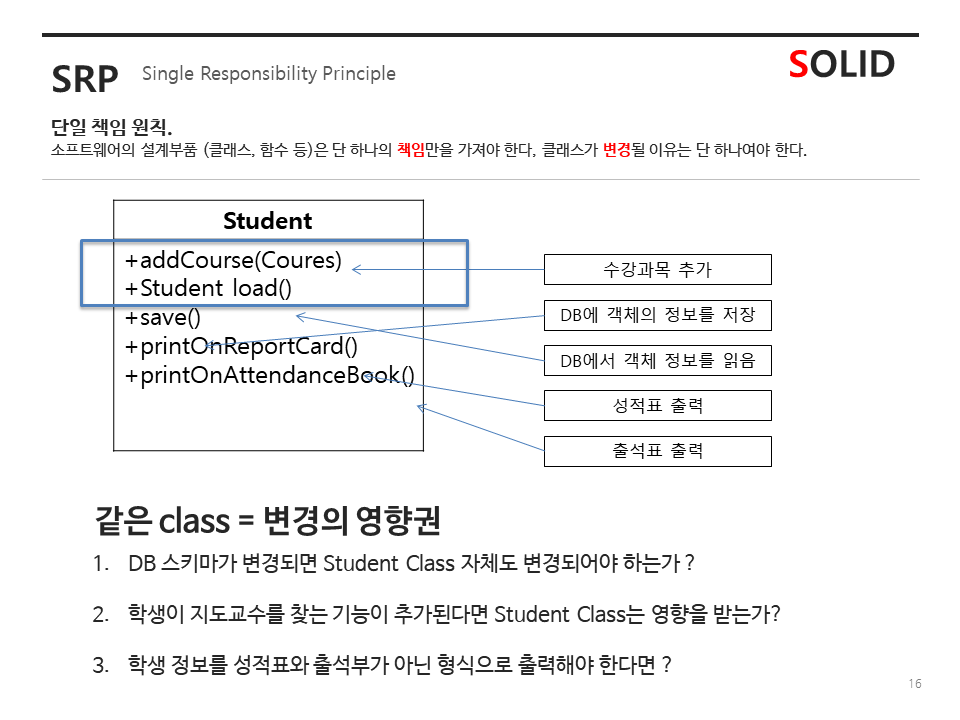 SRP Single Responsibility Principle
SOLID
단일 책임 원칙.
소프트웨어의 설계부품 (클래스, 함수 등)은 단 하나의 책임만을 가져야 한다, 클래스가 변경될 이유는 단 하나여야 한다.
Student
+addCourse(Coures)
+Student load()
+save()
+printOnReportCard()
+printOnAttendanceBook()
수강과목 추가
DB에 객체의 정보를 저장
DB에서 객체 정보를 읽음
성적표 출력
출석표 출력
같은 class = 변경의 영향권
1. DB 스키마가 변경되면 Student Class 자체도 변경되어야 하는가 ?
2. 학생이 지도교수를 찾는 기능이 추가된다면 Student Class는 영향을 받는가?
3. 학생 정보를 성적표와 출석부가 아닌 형식으로 출력해야 한다면 ?
16